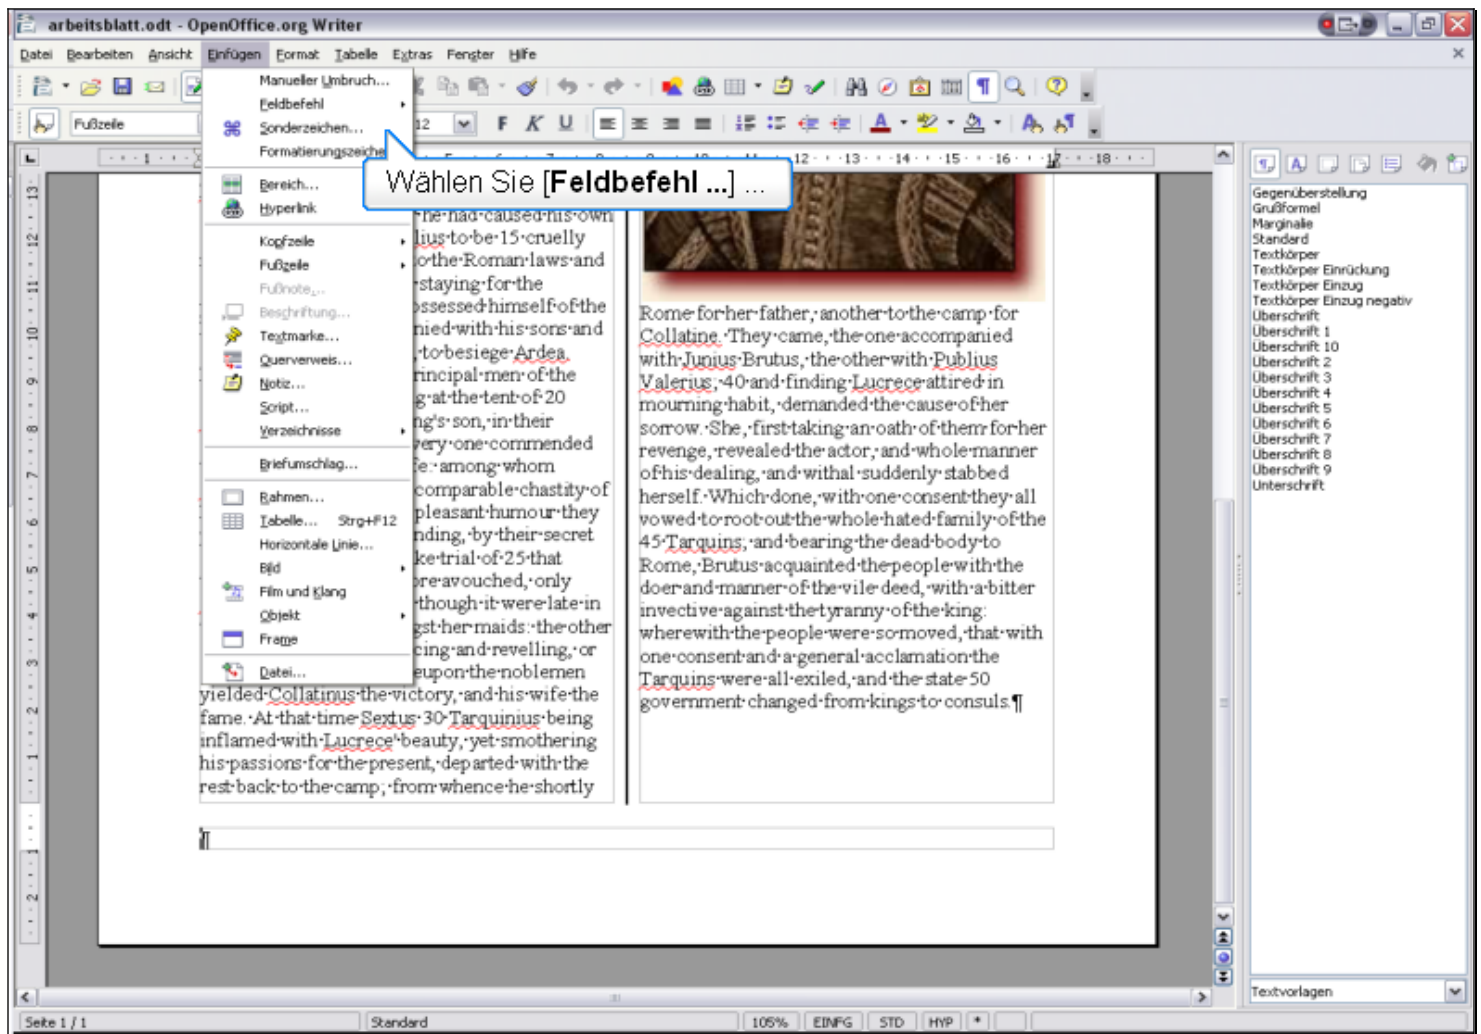 arbeitsblatt.odt - OpenOffice.org Writer
Datei Bearbeiten Ansicht Einfügen Format Tabelle Extras Fenster Hilfe
Fußzeile
12
F K U
Manueller Umbruch...
Feldbefehl
Sonderzeichen...
Formatierungszeiche
Bereich...
Hyperlink
Kopfzeile
Fußzeile
Fußnote...
Beschriftung...
Textmarke...
Querverweis...
Notiz...
Script...
Verzeichnisse
Briefumschlag...
Rahmen...
Tabelle... Strg+F12
Horizontale Linie...
Bild
Film und Klang
Objekt
Frame
Datei...
Wählen Sie [Feldbefehl ...] ...
he had caused his own
lius to be 15 cruelly
o the Roman laws and
staying for the
ossessed himself of the
nied with his sons and
, to besiege Ardea.
rincipal men of the
g at the tent of 20
ng's son, in their
very one commended
fe: among whom
comparable chastity of
pleasant humour they
nding, by their secret
ke trial of 25 that
ore avouched, only
though it were late in
gst her maids: the other
cing and revelling, or
eupon the noblemen
yielded Collatinus the victory, and his wife the
fame. At that time Sextus 30 Tarquinius being
inflamed with Lucrece' beauty, yet smothering
his passions for the present, departed with the
rest back to the camp; from whence he shortly
Rome for her father, another to the camp for
Collatine. They came, the one accompanied
with Junius Brutus, the other with Publius
Valerius; 40 and finding Lucrece attired in
mourning habit, demanded the cause of her
sorrow. She, first taking an oath of them for her
revenge, revealed the actor, and whole manner
of his dealing, and withal suddenly stabbed
herself. Which done, with one consent they all
vowed to root out the whole hated family of the
45 Tarquins; and bearing the dead body to
Rome, Brutus acquainted the people with the
doer and manner of the vile deed, with a bitter
invective against the tyranny of the king:
wherewith the people were so moved, that with
one consent and a general acclamation the
Tarquins were all exiled, and the state 50
government changed from kings to consuls.¶
¶
Gegenüberstellung
Grußformel
Marginalie
Standard
Textkörper
Textkörper Einrückung
Textkörper Einzug
Textkörper Einzug negativ
Überschrift
Überschrift 1
Überschrift 10
Überschrift 2
Überschrift 3
Überschrift 4
Überschrift 5
Überschrift 6
Überschrift 7
Überschrift 8
Überschrift 9
Unterschrift
Textvorlagen
Seite 1 / 1 Standard 105% EINFG STD HYP *